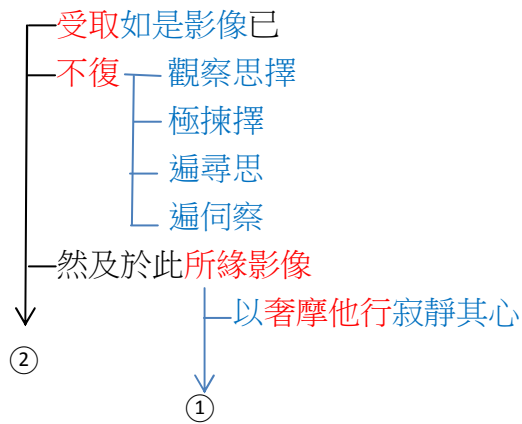 受取如是影像已
不復 觀察思擇
極揀擇
遍尋思
遍伺察
然及於此所緣影像
以奢摩他行寂靜其心
②
①